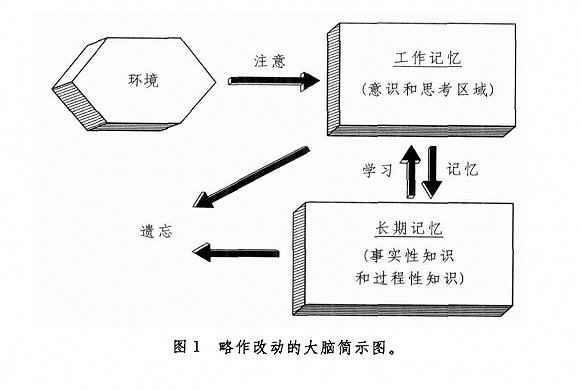 环境
注意
工作记忆
(意识和思考区域)
学习
记忆
遗忘
长期记忆
(事实性知识
和过程性知识)
图1 略作改动的大脑简示图。